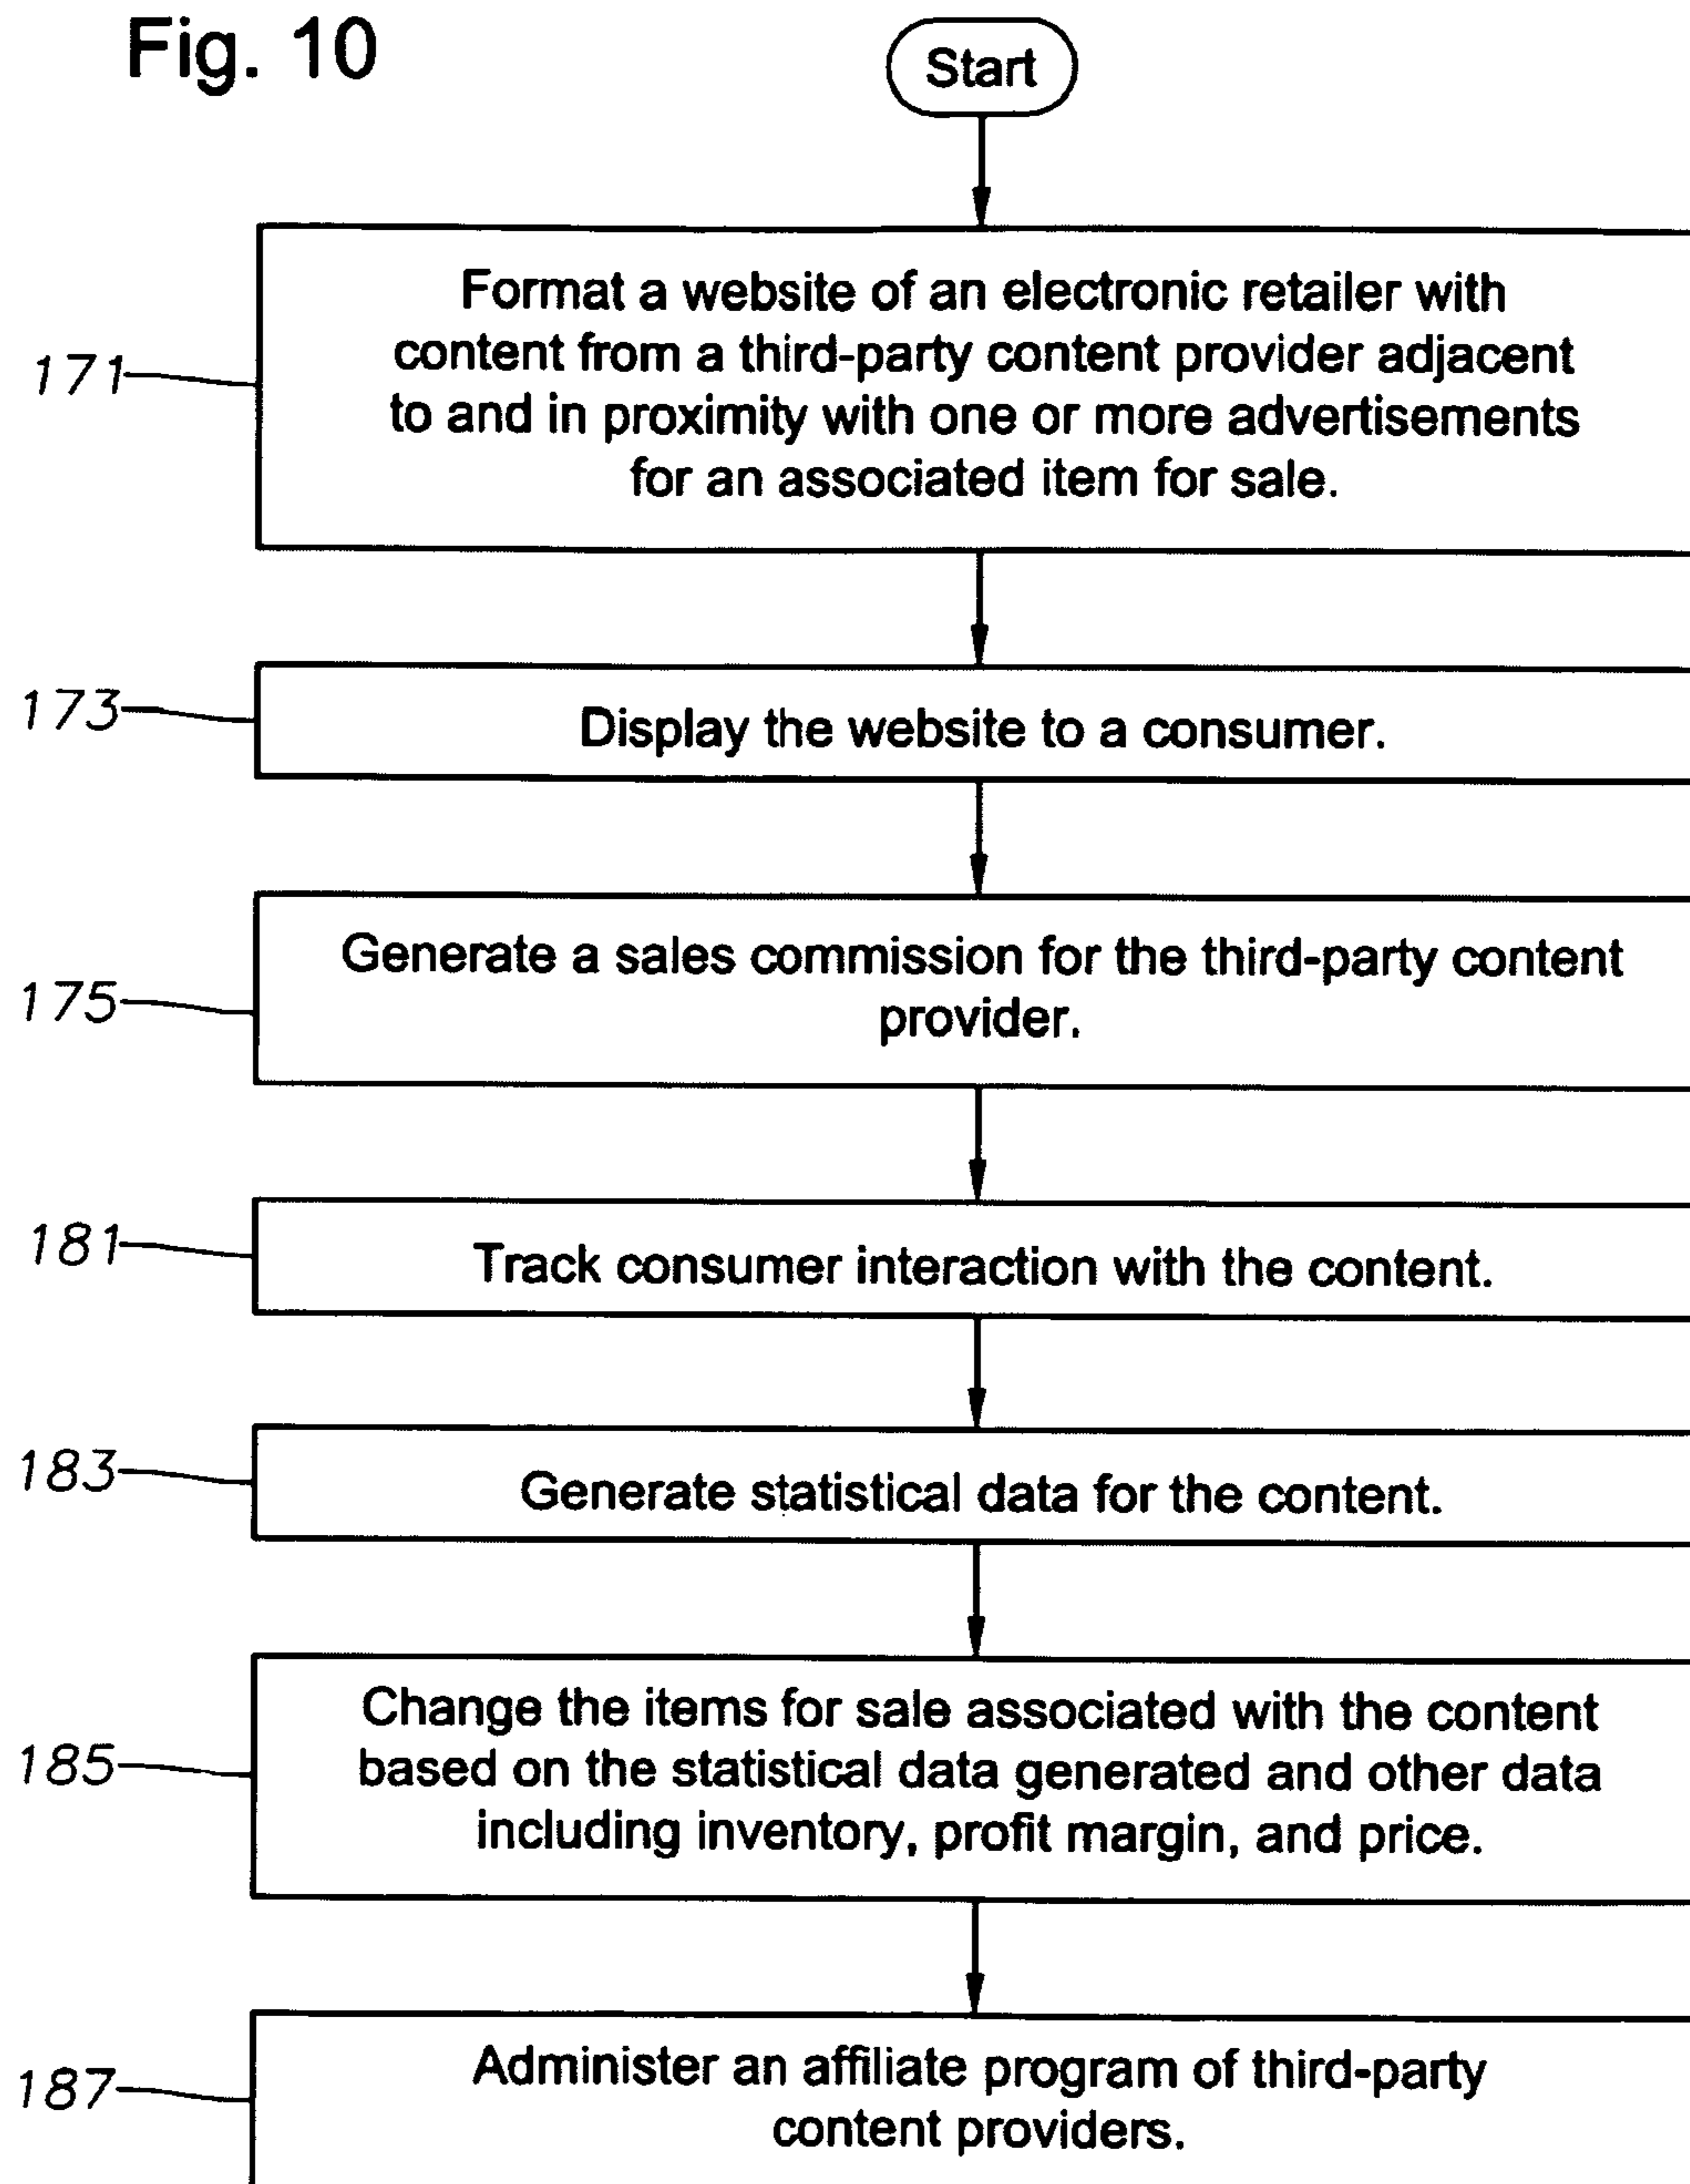 Fig. 10
Start
171
Format a website of an electronic retailer with
content from a third-party content provider adjacent
to and in proximity with one or more advertisements
for an associated item for sale.
173
Display the website to a consumer.
175
Generate a sales commission for the third-party content
provider.
181
Track consumer interaction with the content.
183
Generate statistical data for the content.
185
Change the items for sale associated with the content
based on the statistical data generated and other data
including inventory, profit margin, and price.
187
Administer an affiliate program of third-party
content providers.